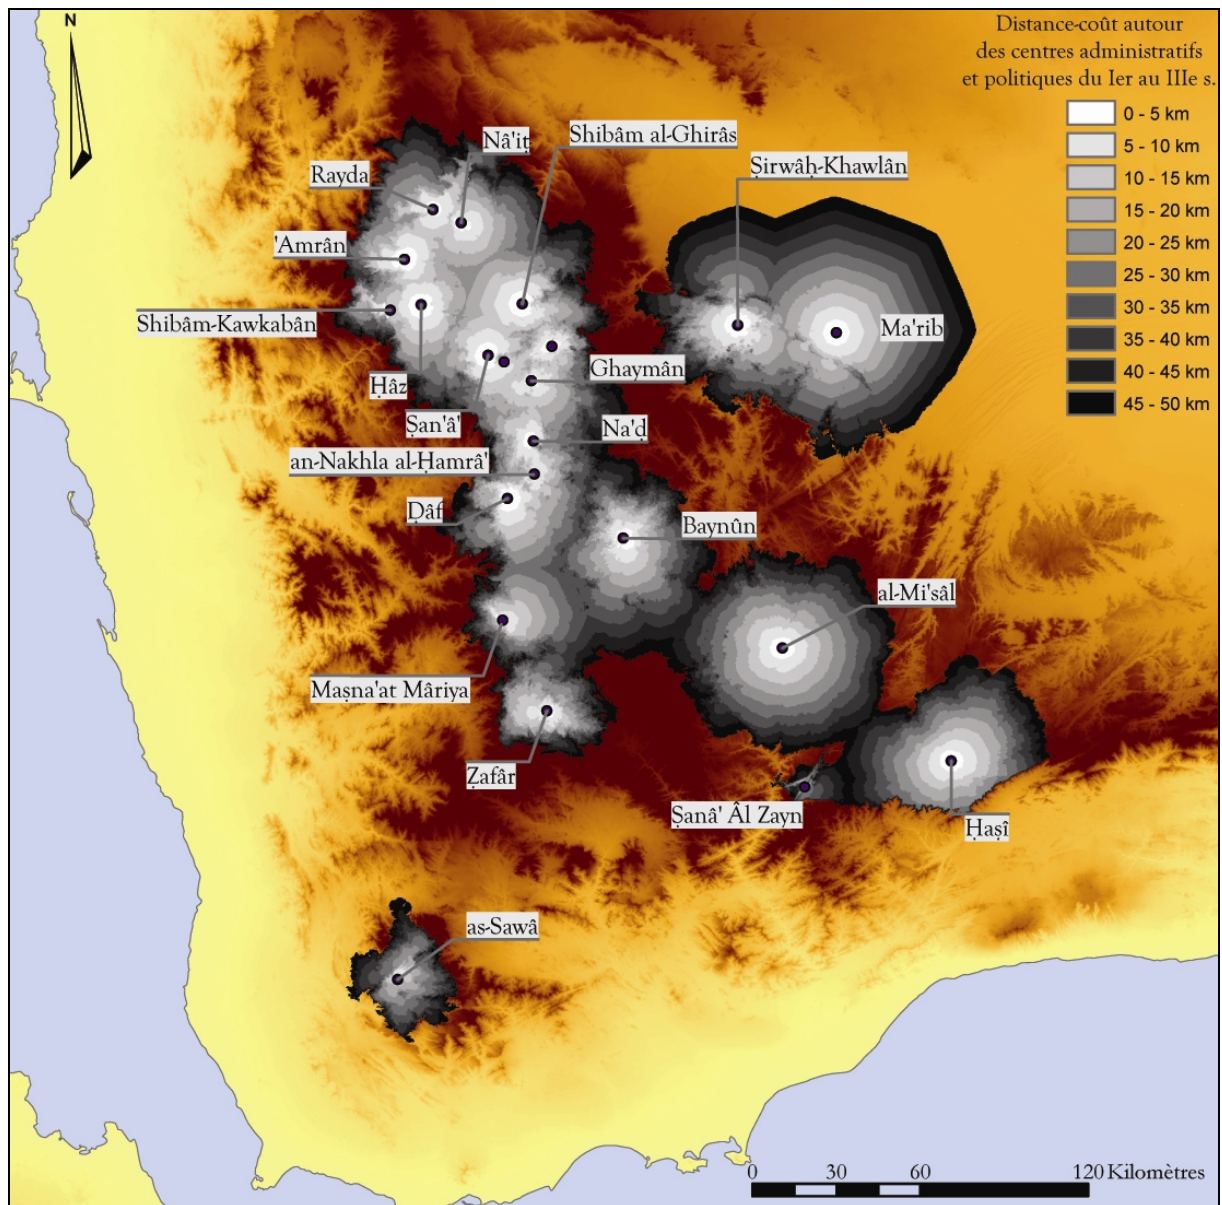 N
Distance-coût autour
des centres administratifs
et politiques du Ier au IIIe s.
0 - 5 km
5 - 10 km
10 - 15 km
15 - 20 km
20 - 25 km
25 - 30 km
30 - 35 km
35 - 40 km
40 - 45 km
45 - 50 km
Nâ'iṭ
Shibâm al-Ghirâs
Rayda
Ṣirwâḥ-Khawlân
'Amrân
Shibâm-Kawkabân
Ma'rib
Ghaymân
Ḥâz
Ṣan'â'
Na'ḍ
an-Nakhla al-Ḥamrâ'
Ḍâf
Baynûn
al-Mi'sâl
Maṣna'at Mâriya
Ẓafâr
Ṣanâ' Âl Zayn
Ḥaṣî
as-Sawâ
0 30 60 120 Kilomètres